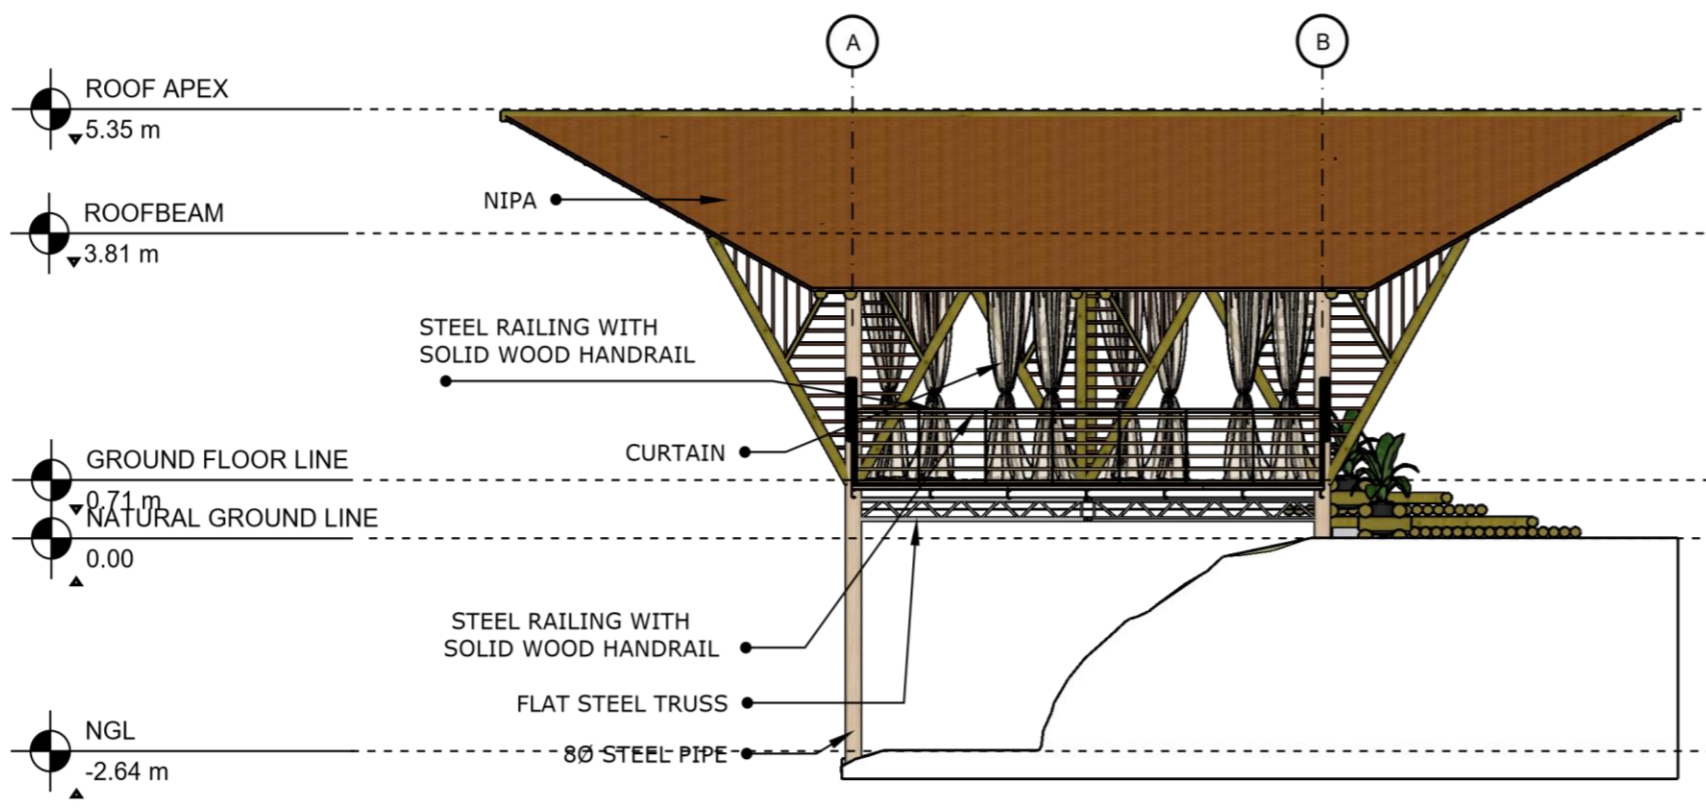 A
B
ROOF APEX
5.35 m
ROOFBEAM
3.81 m
NIPA
STEEL RAILING WITH
SOLID WOOD HANDRAIL
CURTAIN
GROUND FLOOR LINE
0.71 m
NATURAL GROUND LINE
0.00
STEEL RAILING WITH
SOLID WOOD HANDRAIL
FLAT STEEL TRUSS
NGL
-2.64 m
8Ø STEEL PIPE